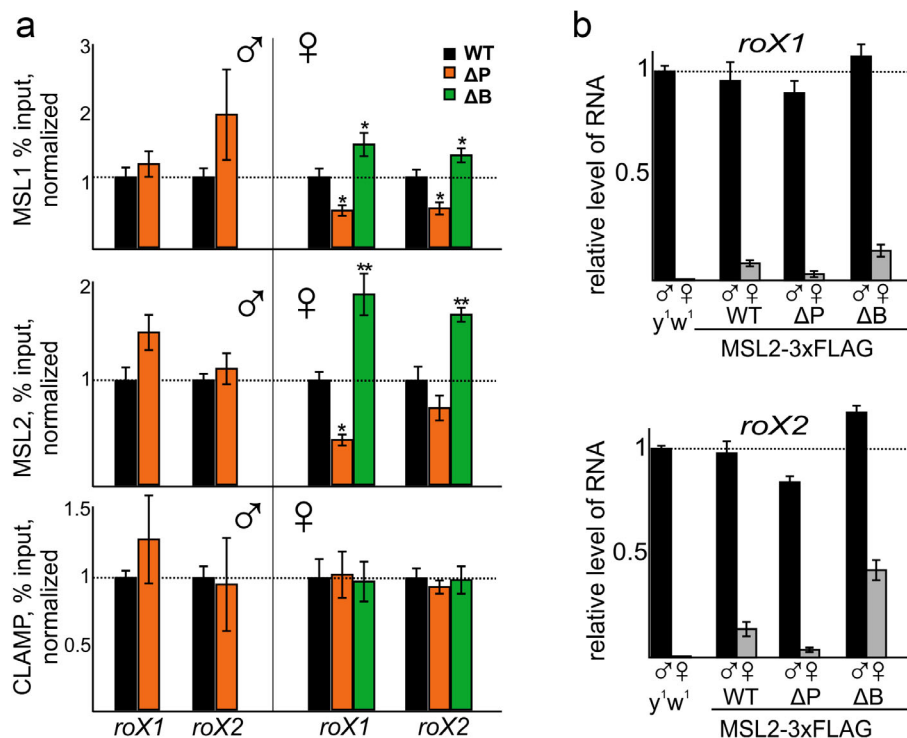 a
♂
♀
WT
ΔP
ΔB
MSL1 % input,
normalized
3
2
1
*
*
*
*
♂
♀
MSL2, % input,
normalized
2
1
*
**
**
♂
♀
CLAMP, % input,
normalized
1.5
1
0.5
roX1
roX2
roX1
roX2
b
roX1
relative level of RNA
1
0.5
♂♀ ♂♀ ♂♀ ♂♀
y¹w¹ WT ΔP ΔB
MSL2-3xFLAG
roX2
relative level of RNA
1
0.5
♂♀ ♂♀ ♂♀ ♂♀
y¹w¹ WT ΔP ΔB
MSL2-3xFLAG